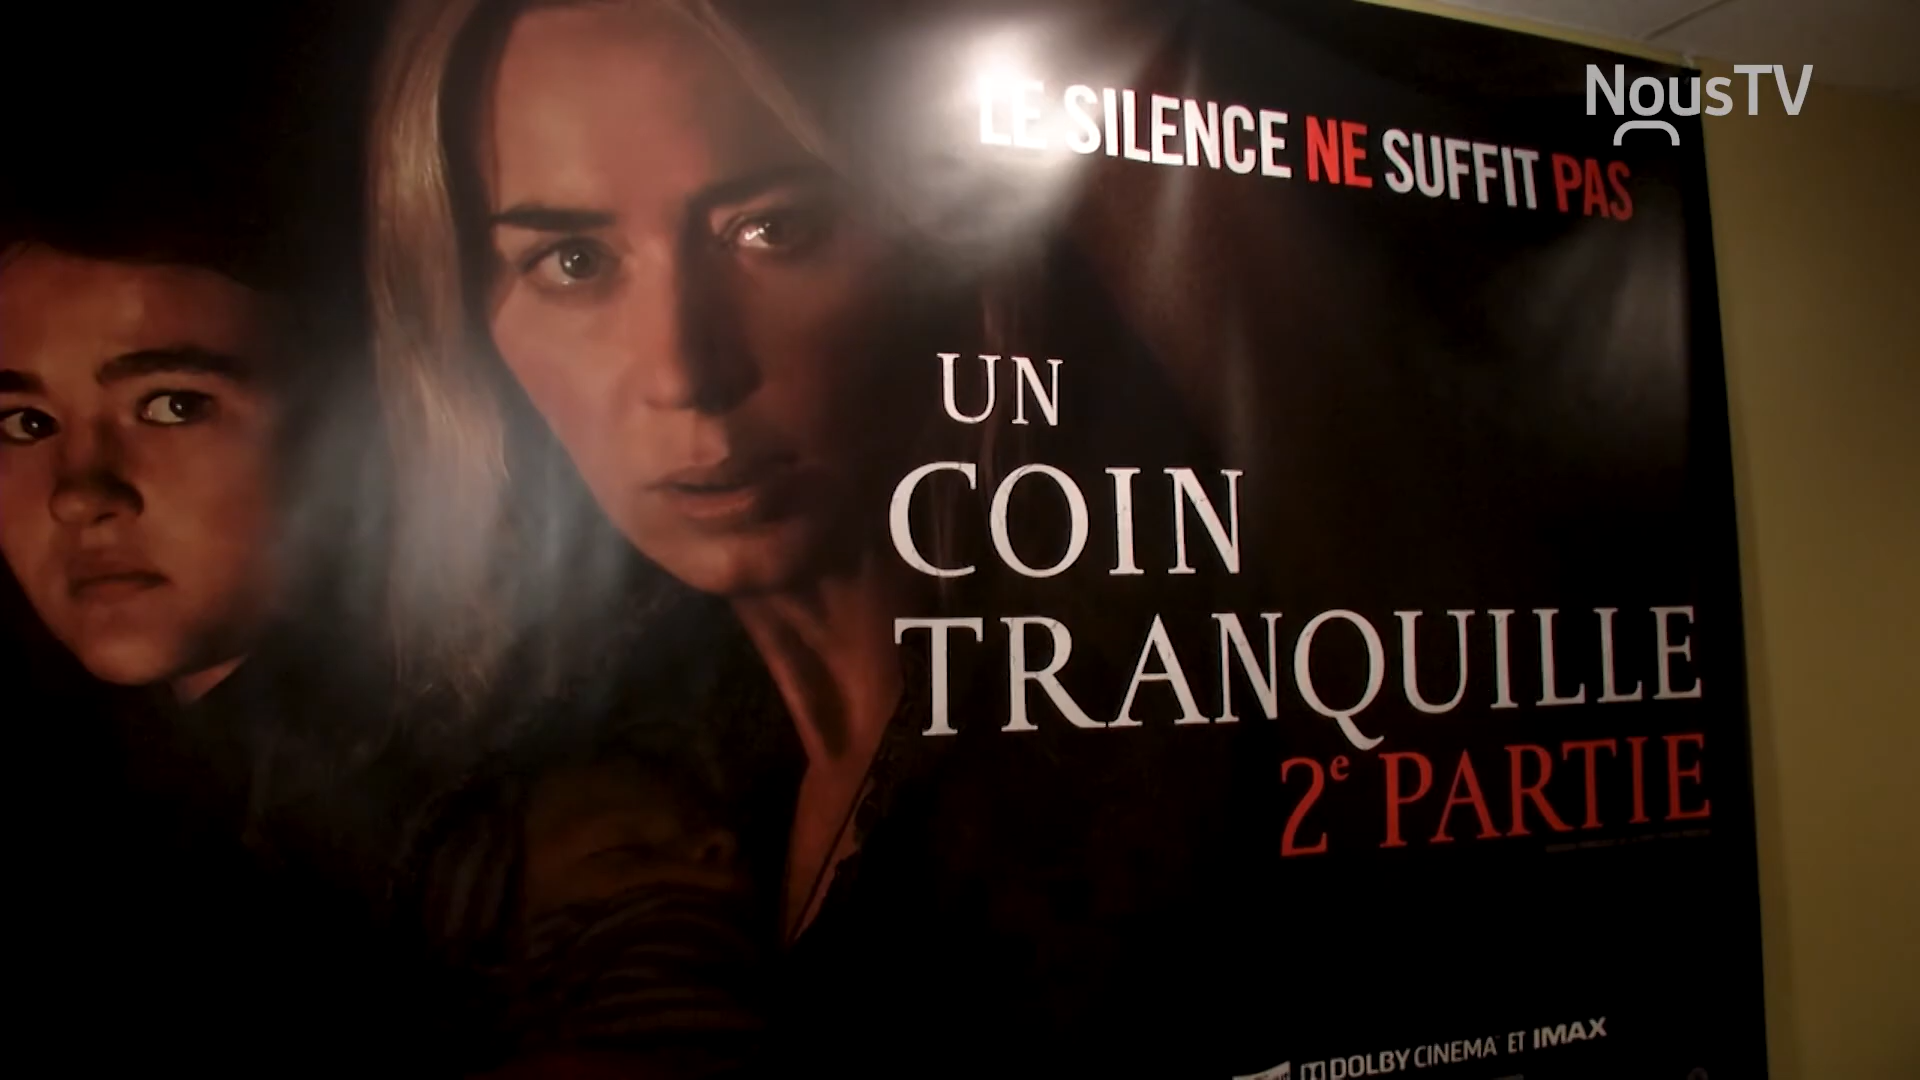 NousTV
LE SILENCE NE SUFFIT PAS
UN
COIN
TRANQUILLE
2e PARTIE
DOLBY CINEMA ET IMAX